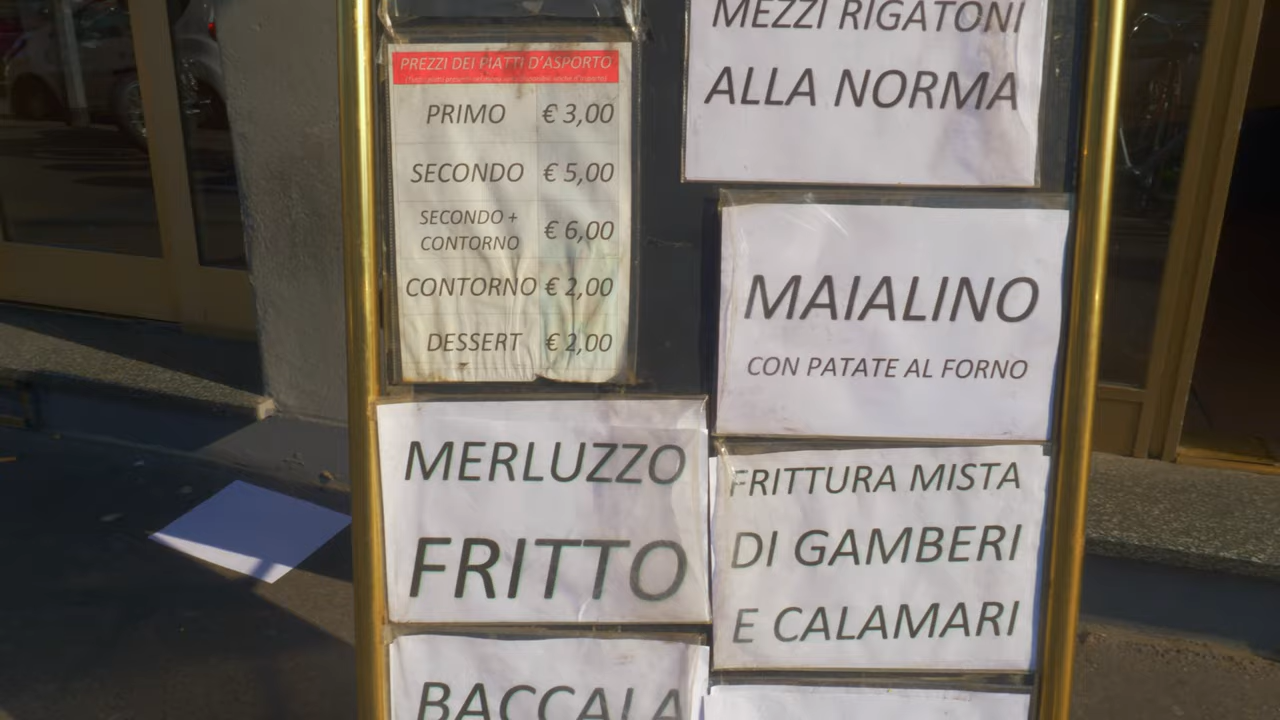 PREZZI DEI PIATTI D'ASPORTO
PRIMO € 3,00
SECONDO € 5,00
SECONDO +
CONTORNO € 6,00
CONTORNO € 2,00
DESSERT € 2,00
MEZZI RIGATONI
ALLA NORMA
MAIALINO
CON PATATE AL FORNO
MERLUZZO
FRITTO
FRITTURA MISTA
DI GAMBERI
E CALAMARI
BACCALA